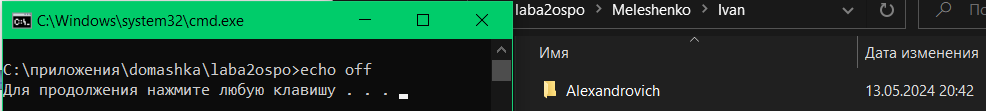 C:\Windows\system32\cmd.exe
C:\приложения\domashka\laba2ospo>echo off
Для продолжения нажмите любую клавишу . . .
laba2ospo > Meleshenko > Ivan
По
Имя
Дата изменения
Alexandrovich
13.05.2024 20:42